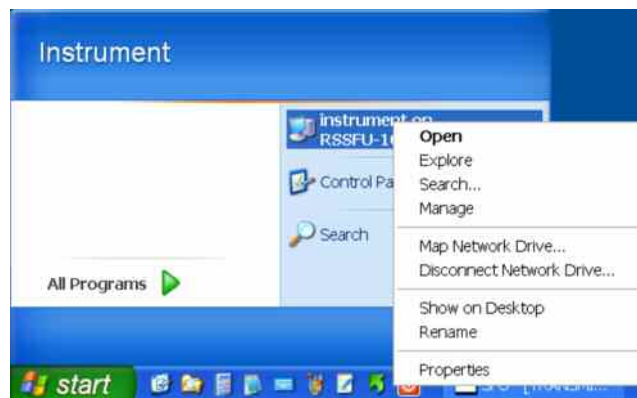 Instrument
instrument on
RSSFU-16
Control Pa
Search
All Programs
Open
Explore
Search...
Manage
Map Network Drive...
Disconnect Network Drive...
Show on Desktop
Rename
Properties
start